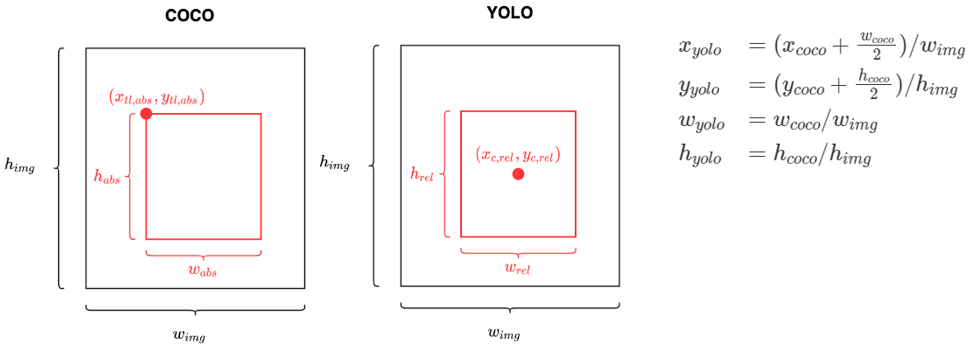 COCO
(x_{tl,abs}, y_{tl,abs})
h_{img}
h_{abs}
w_{abs}
w_{img}
YOLO
(x_{c,rel}, y_{c,rel})
h_{img}
h_{rel}
w_{rel}
w_{img}
x_{yolo} = (x_{coco} + \frac{w_{coco}}{2})/w_{img}
y_{yolo} = (y_{coco} + \frac{h_{coco}}{2})/h_{img}
w_{yolo} = w_{coco}/w_{img}
h_{yolo} = h_{coco}/h_{img}